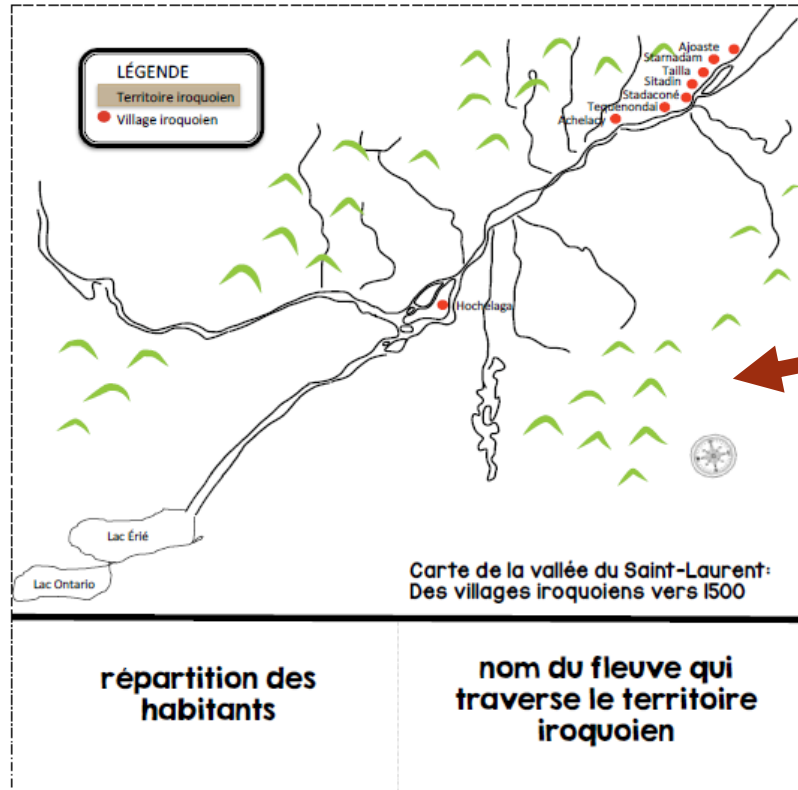 LÉGENDE
Territoire iroquoien
Village iroquoien
Ajoaste
Starnadam
Tailla
Sitadin
Stadaconé
Tequenondai
Achelacy
Hochelaga
Lac Érié
Lac Ontario
Carte de la vallée du Saint-Laurent:
Des villages iroquoiens vers 1500
répartition des
habitants
nom du fleuve qui
traverse le territoire
iroquoien